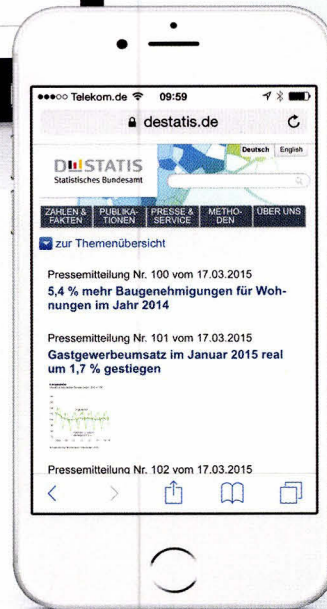 Telekom.de 09:59
destatis.de
Deutsch English
DESTATIS
Statistisches Bundesamt
ZAHLEN & FAKTEN PUBLIKA-TIONEN PRESSE & SERVICE METHO-DEN ÜBER UNS
zur Themenübersicht
Pressemitteilung Nr. 100 vom 17.03.2015
5,4 % mehr Baugenehmigungen für Woh-
nungen im Jahr 2014
Pressemitteilung Nr. 101 vom 17.03.2015
Gastgewerbeumsatz im Januar 2015 real
um 1,7 % gestiegen
Pressemitteilung Nr. 102 vom 17.03.2015